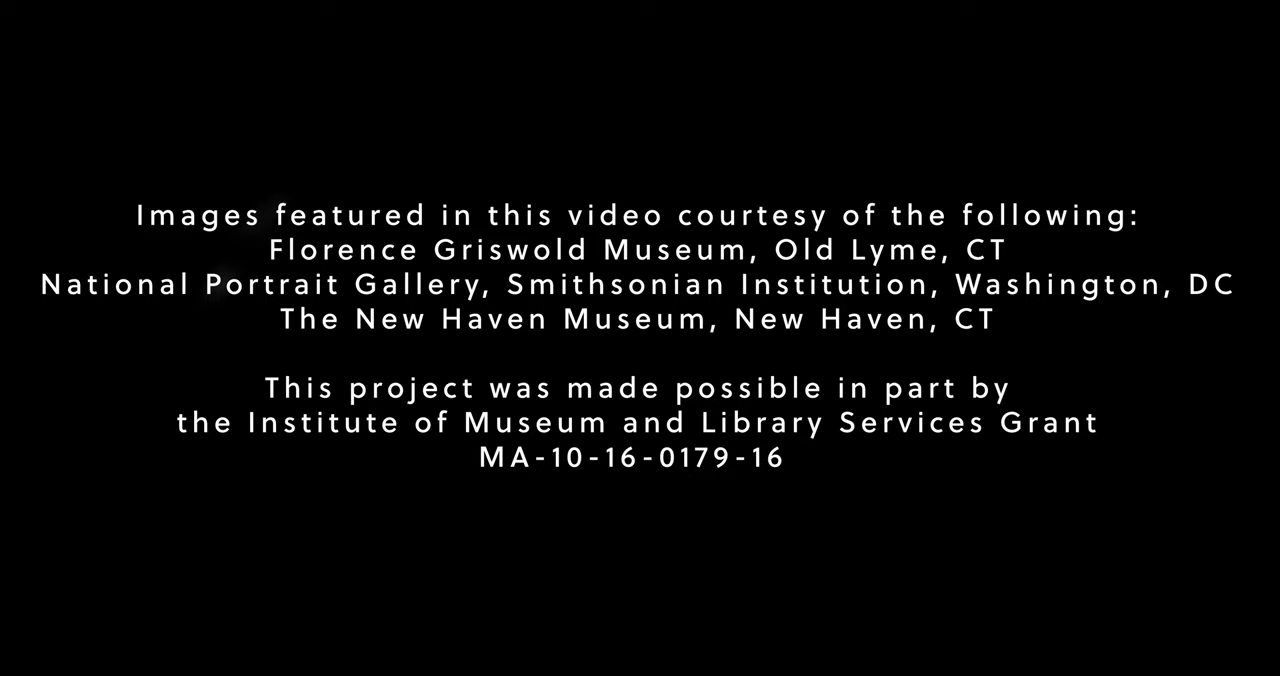 Images featured in this video courtesy of the following:
Florence Griswold Museum, Old Lyme, CT
National Portrait Gallery, Smithsonian Institution, Washington, DC
The New Haven Museum, New Haven, CT
This project was made possible in part by
the Institute of Museum and Library Services Grant
MA-10-16-0179-16